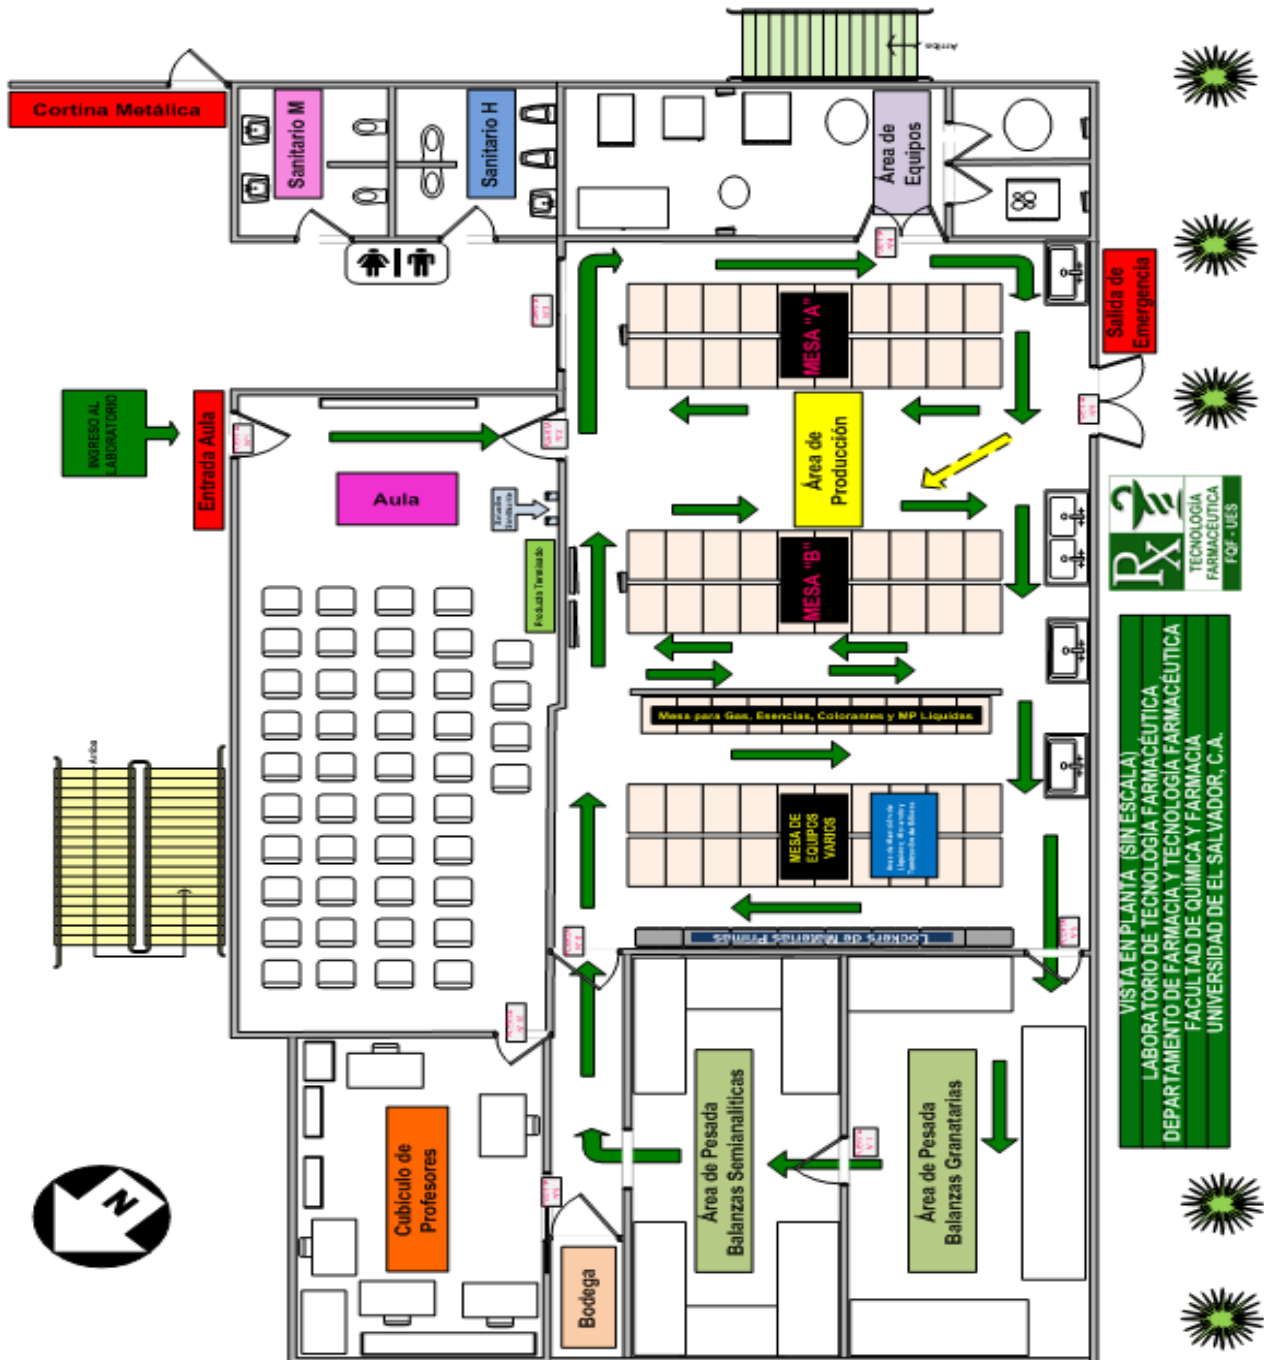 Arriba
Cortina Metálica
Sanitario M
Sanitario H
Área de
Equipos
Salida de
Emergencia
MESA "A"
INGRESO AL
LABORATORIO
Entrada Aula
Aula
Área de
Producción
Producto Terminado
MESA "B"
Rx
TECNOLOGÍA
FARMACÉUTICA
FQF - UES
Mesa para Gas, Esencias, Colorantes y MP Líquidas
Arriba
MESA DE
EQUIPOS
VARIOS
Lockers de Materias Primas
Cubículo de
Profesores
Bodega
Área de Pesada
Balanzas Semianalíticas
Área de Pesada
Balanzas Granatarias
N
VISTA EN PLANTA (SIN ESCALA)
LABORATORIO DE TECNOLOGÍA FARMACÉUTICA
DEPARTAMENTO DE FARMACIA Y TECNOLOGÍA FARMACÉUTICA
FACULTAD DE QUÍMICA Y FARMACIA
UNIVERSIDAD DE EL SALVADOR, C.A.